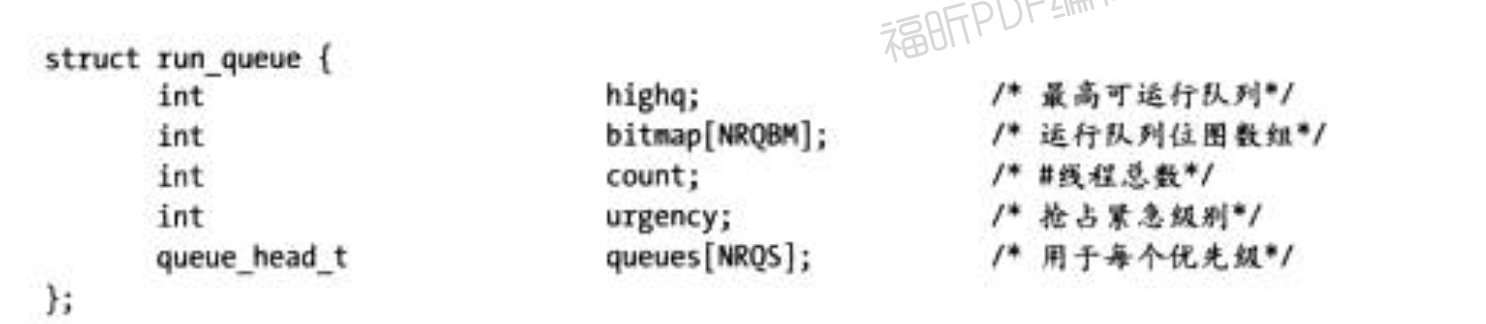 福昕PDF编
struct run_queue {
int highq; /* 最高可运行队列*/
int bitmap[NRQBM]; /* 运行队列位图数组*/
int count; /* #线程总数*/
int urgency; /* 抢占紧急级别*/
queue_head_t queues[NRQS]; /* 用于每个优先级*/
};